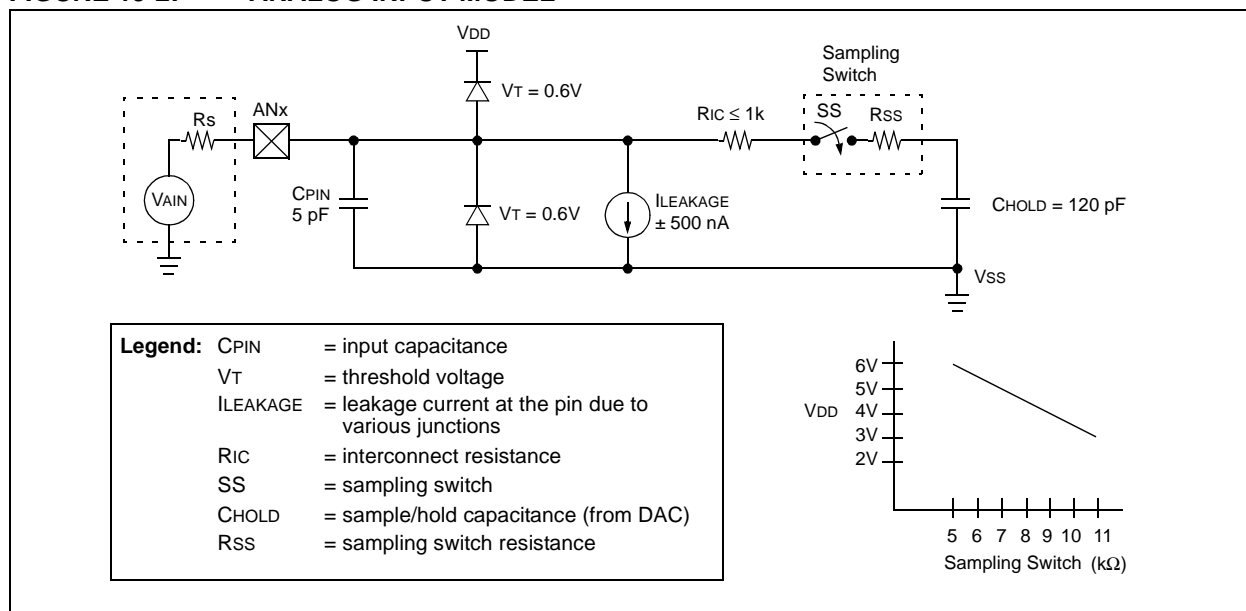 FIGURE ANALOG INPUT MODEL
VDD
Sampling
Switch
VT = 0.6V
ANx
RIC ≤ 1k
SS
RSS
Rs
VAIN
CPIN
5 pF
VT = 0.6V
ILEAKAGE
± 500 nA
CHOLD = 120 pF
VSS
Legend: CPIN = input capacitance
VT = threshold voltage
ILEAKAGE = leakage current at the pin due to
various junctions
RIC = interconnect resistance
SS = sampling switch
CHOLD = sample/hold capacitance (from DAC)
RSS = sampling switch resistance
VDD
6V
5V
4V
3V
2V
5 6 7 8 9 10 11
Sampling Switch (kΩ)